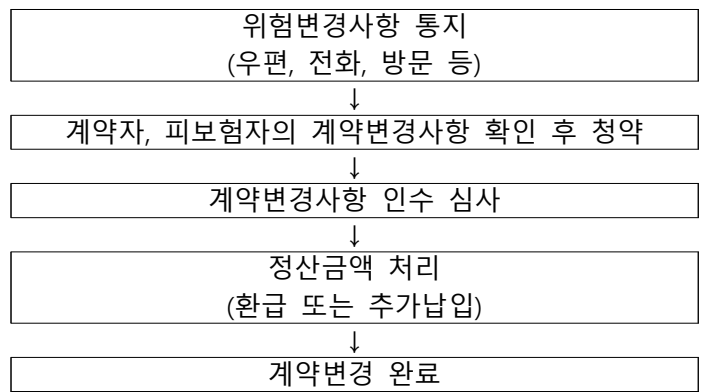 위험변경사항 통지
(우편, 전화, 방문 등)
↓
계약자, 피보험자의 계약변경사항 확인 후 청약
↓
계약변경사항 인수 심사
↓
정산금액 처리
(환급 또는 추가납입)
↓
계약변경 완료